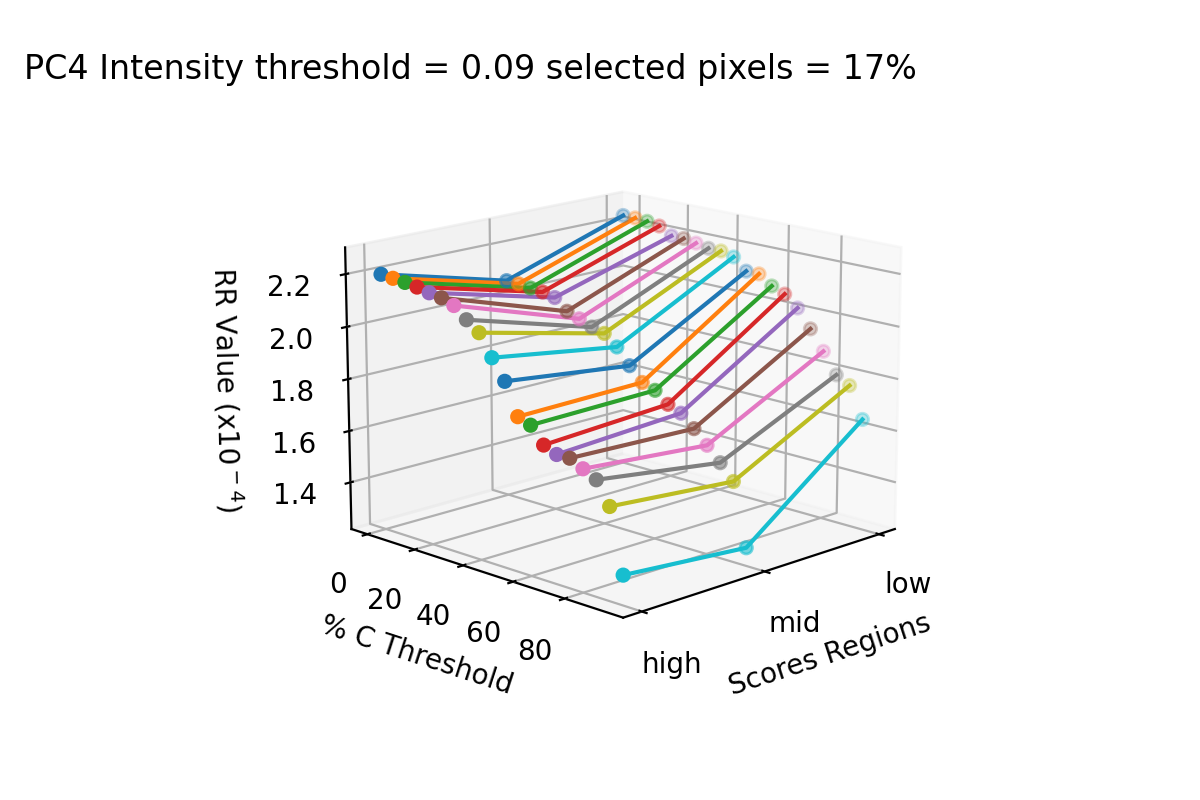 PC4 Intensity threshold = 0.09 selected pixels = 17%
RR Value (x10⁻⁴)
2.2
2.0
1.8
1.6
1.4
0
20
40
60
80
% C Threshold
high
mid
low
Scores Regions